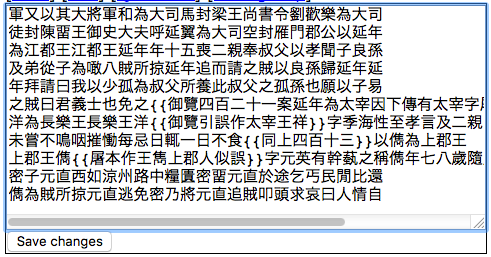 軍又以其大將軍和為大司馬封梁王尚書令劉歡樂為大司
徒封陳畱王御史大夫呼延翼為大司空封雁門郡公以延年
為江都王江都王延年年十五喪二親奉叔父以孝聞子良孫
及弟從子為噉八賊所掠延年追而請之賊以良孫歸延年延
年拜請曰我以少孤為叔父所養此叔父之孤孫也願以子易
之賊曰君義士也免之{{御覽四百二十一案延年為太宰因下傳有太宰字
洋為長樂王長樂王洋{{御覽引誤作太宰王祥}}字季海性至孝言及二親
未嘗不鳴咽摧慟每忌日輒一日不食{{同上四百十三}}以儁為上郡王
上郡王儁{{屠本作王雋上郡人似誤}}字元英有幹蓺之稱儁年七八歲隨
密子元直西如涼州路中糧匱密畱元直於途乞丐民閒比還
儁為賊所掠元直逃免密乃將元直追賊叩頭求哀曰人情自
Save changes